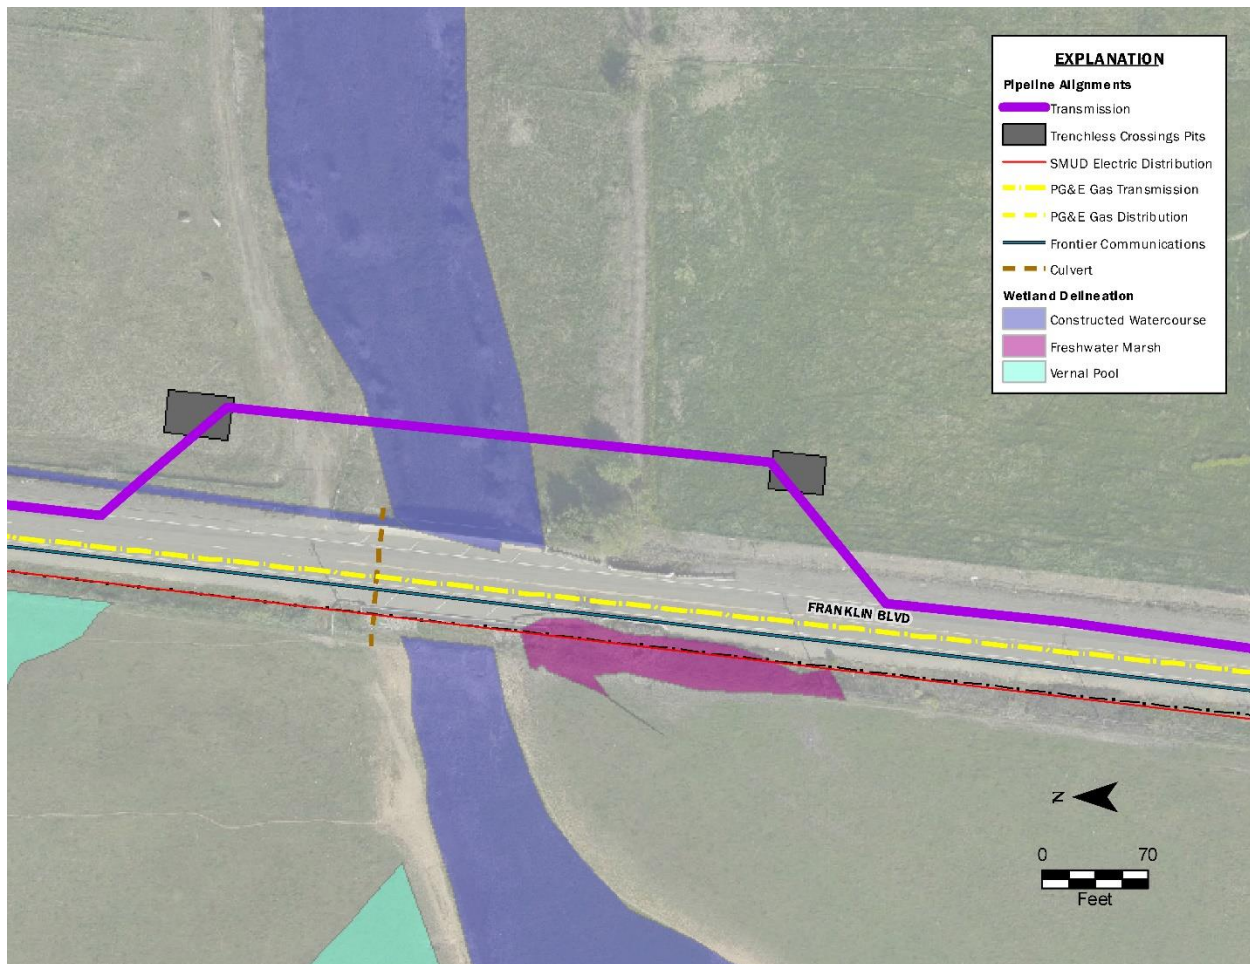 EXPLANATION
Pipeline Alignments
Transmission
Trenchless Crossings Pits
SMUD Electric Distribution
PG&E Gas Transmission
PG&E Gas Distribution
Frontier Communications
Culvert
Wetland Delineation
Constructed Watercourse
Freshwater Marsh
Vernal Pool
FRANKLIN BLVD
N
0 70
Feet